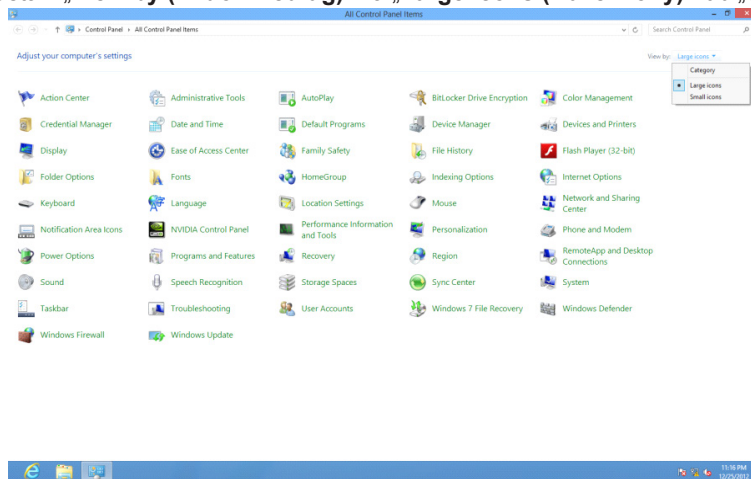 All Control Panel Items
Control Panel All Control Panel Items
Search Control Panel
Adjust your computer's settings
View by: Large icons
Category
Large icons
Small icons
Action Center
Administrative Tools
AutoPlay
BitLocker Drive Encryption
Color Management
Credential Manager
Date and Time
Default Programs
Device Manager
Devices and Printers
Display
Ease of Access Center
Family Safety
File History
Flash Player (32-bit)
Folder Options
Fonts
HomeGroup
Indexing Options
Internet Options
Keyboard
Language
Location Settings
Mouse
Network and Sharing
Center
Notification Area Icons
NVIDIA Control Panel
Performance Information
and Tools
Personalization
Phone and Modem
Power Options
Programs and Features
Recovery
Region
RemoteApp and Desktop
Connections
Sound
Speech Recognition
Storage Spaces
Sync Center
System
Taskbar
Troubleshooting
User Accounts
Windows 7 File Recovery
Windows Defender
Windows Firewall
Windows Update
11:16 PM
12/25/2012